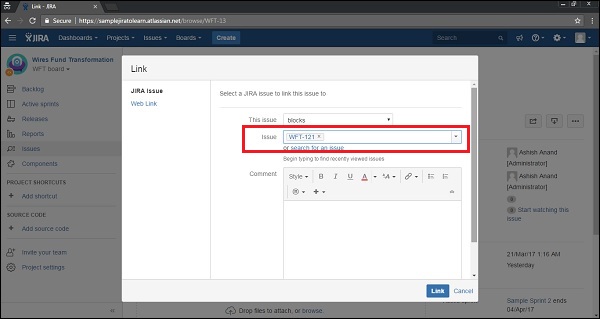 Link - JIRA
Secure
https://samplejiratolearn.atlassian.net/browse/WFT-13
JIRA
Dashboards
Projects
Issues
Boards
Create
Wires Fund Transformation
WFT board
Backlog
Active sprints
Releases
Reports
Issues
Components
PROJECT SHORTCUTS
Add shortcut
SOURCE CODE
Add source code
Invite your team
Project settings
Link
JIRA Issue
Web Link
Select a JIRA issue to link this issue to
This issue blocks
Issue WFT-121 ×
or search for an issue
Begin typing to find recently viewed issues
Comment
Style B I U A ªA
Link Cancel
Drop files to attach, or browse.
Ashish Anand
[Administrator]
Ashish Anand
[Administrator]
0
0 Start watching this
issue
21/Mar/17 1:16 AM
Yesterday
Sample Sprint 2 ends
04/Apr/17